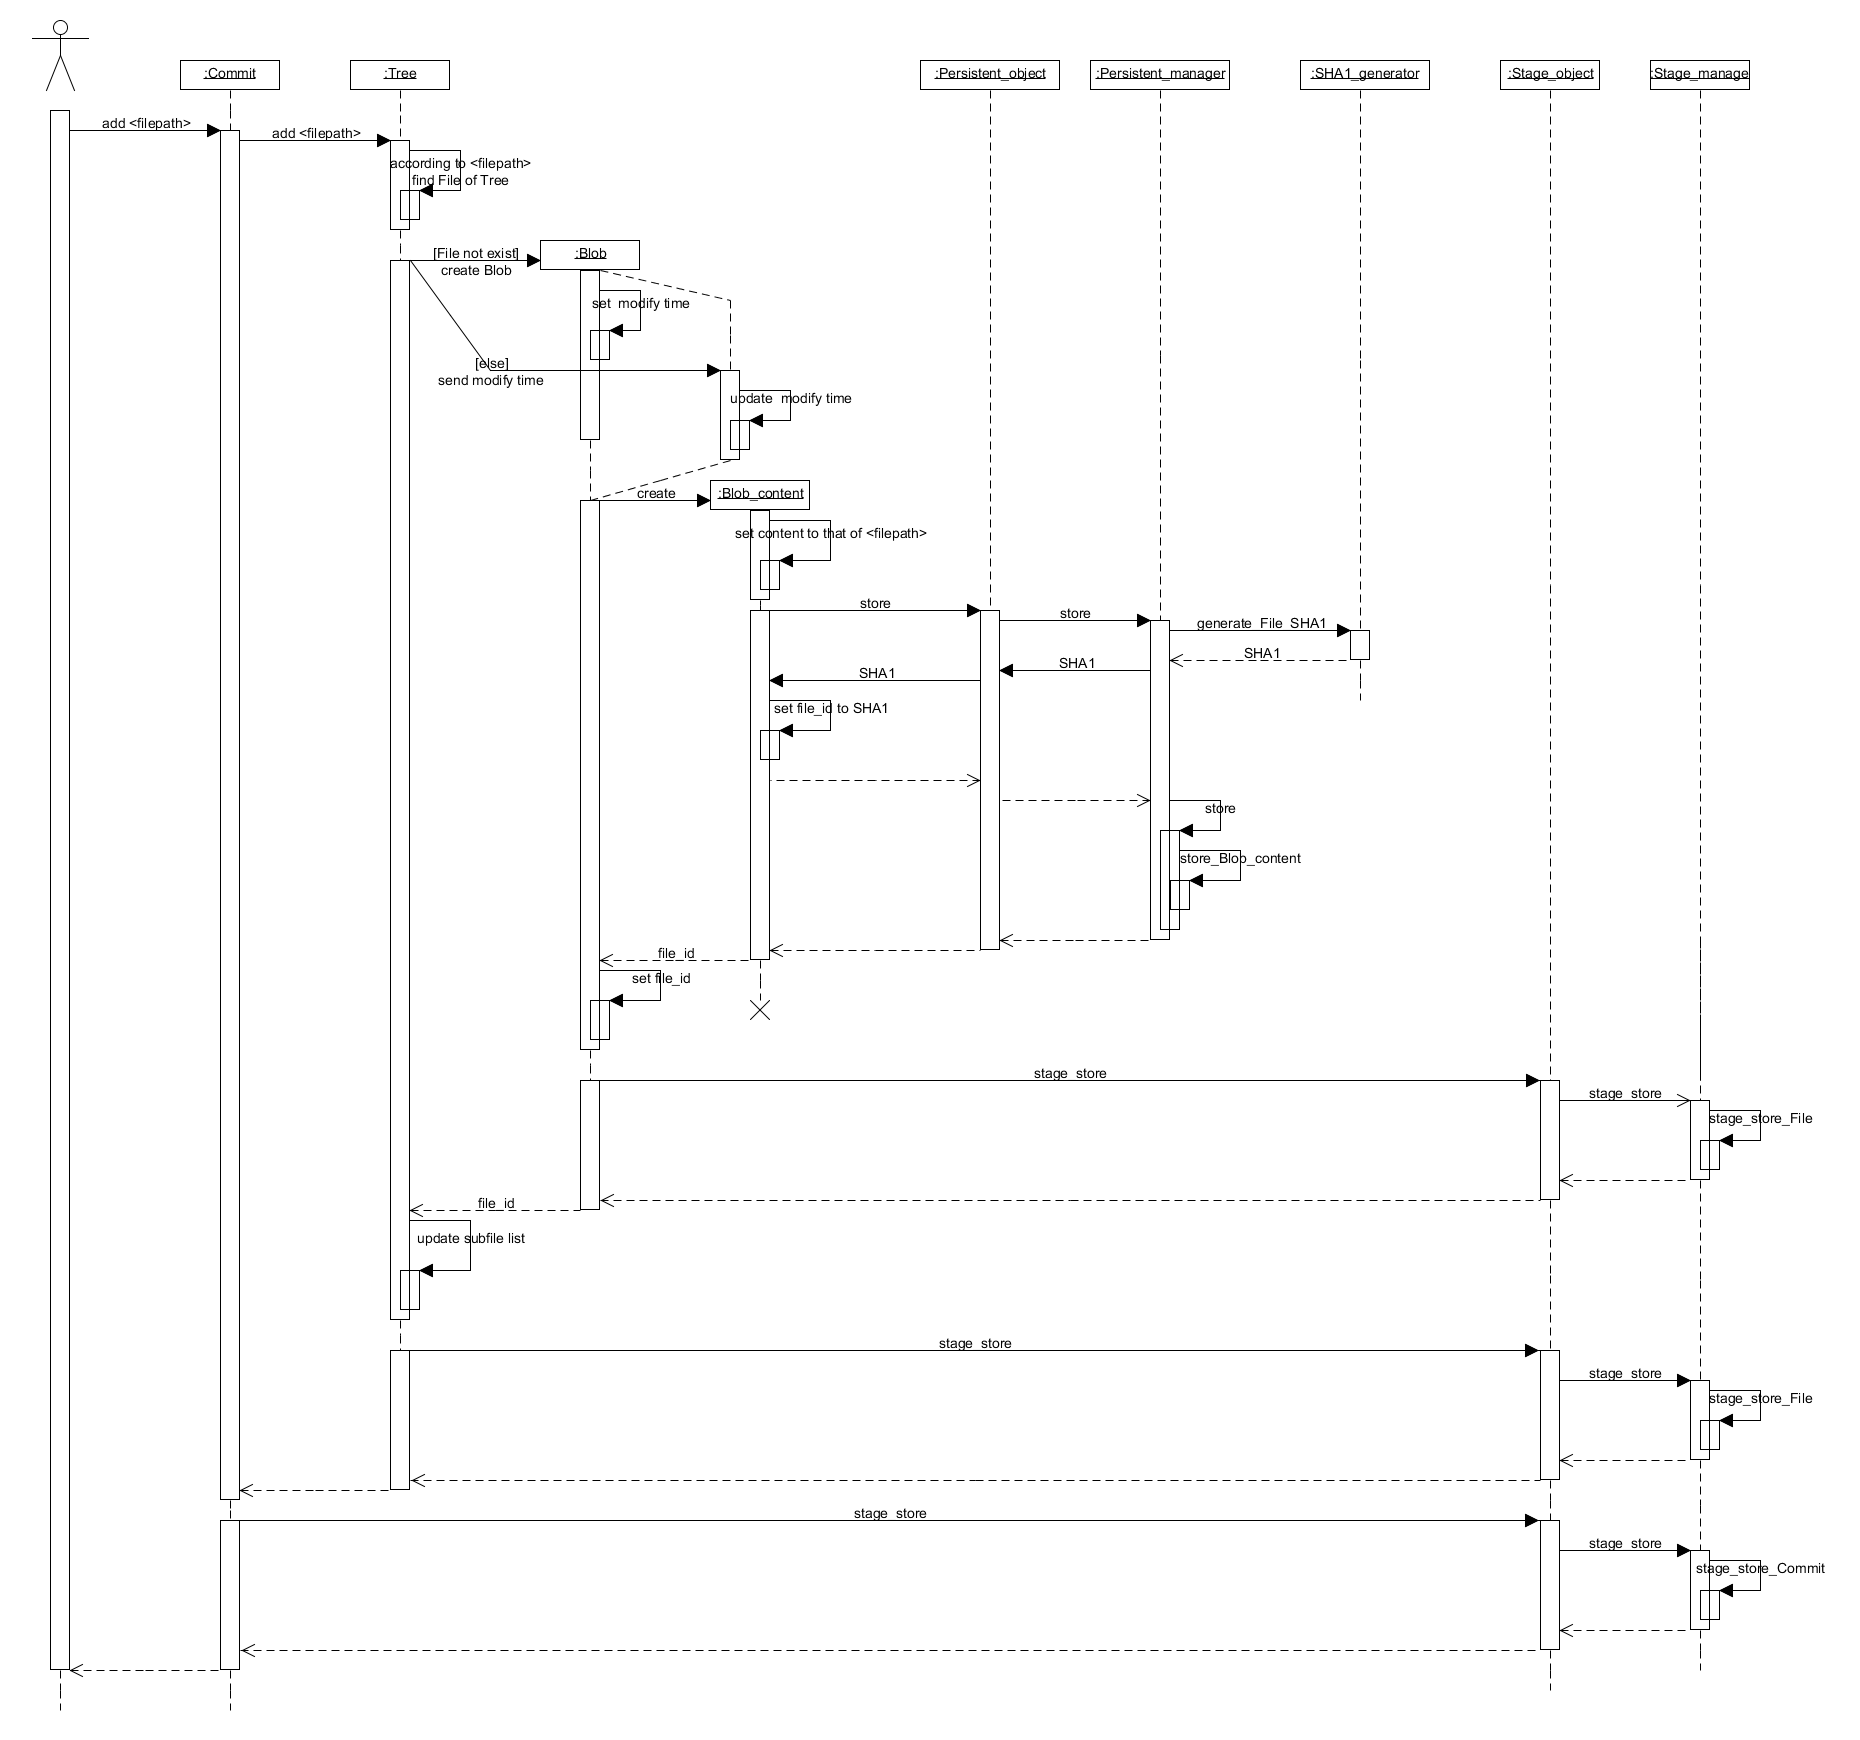 :Commit
:Tree
:Persistent_object
:Persistent_manager
:SHA1_generator
:Stage_object
:Stage_manage
add <filepath>
add <filepath>
according to <filepath>
find File of Tree
[File not exist]
create Blob
:Blob
set modify time
[else]
send modify time
update modify time
create
:Blob_content
set content to that of <filepath>
store
store
generate_File_SHA1
SHA1
SHA1
SHA1
set file_id to SHA1
store
store_Blob_content
file_id
set file_id
stage_store
stage_store
stage_store_File
file_id
update subfile list
stage_store
stage_store
stage_store_File
stage_store
stage_store
stage_store_Commit